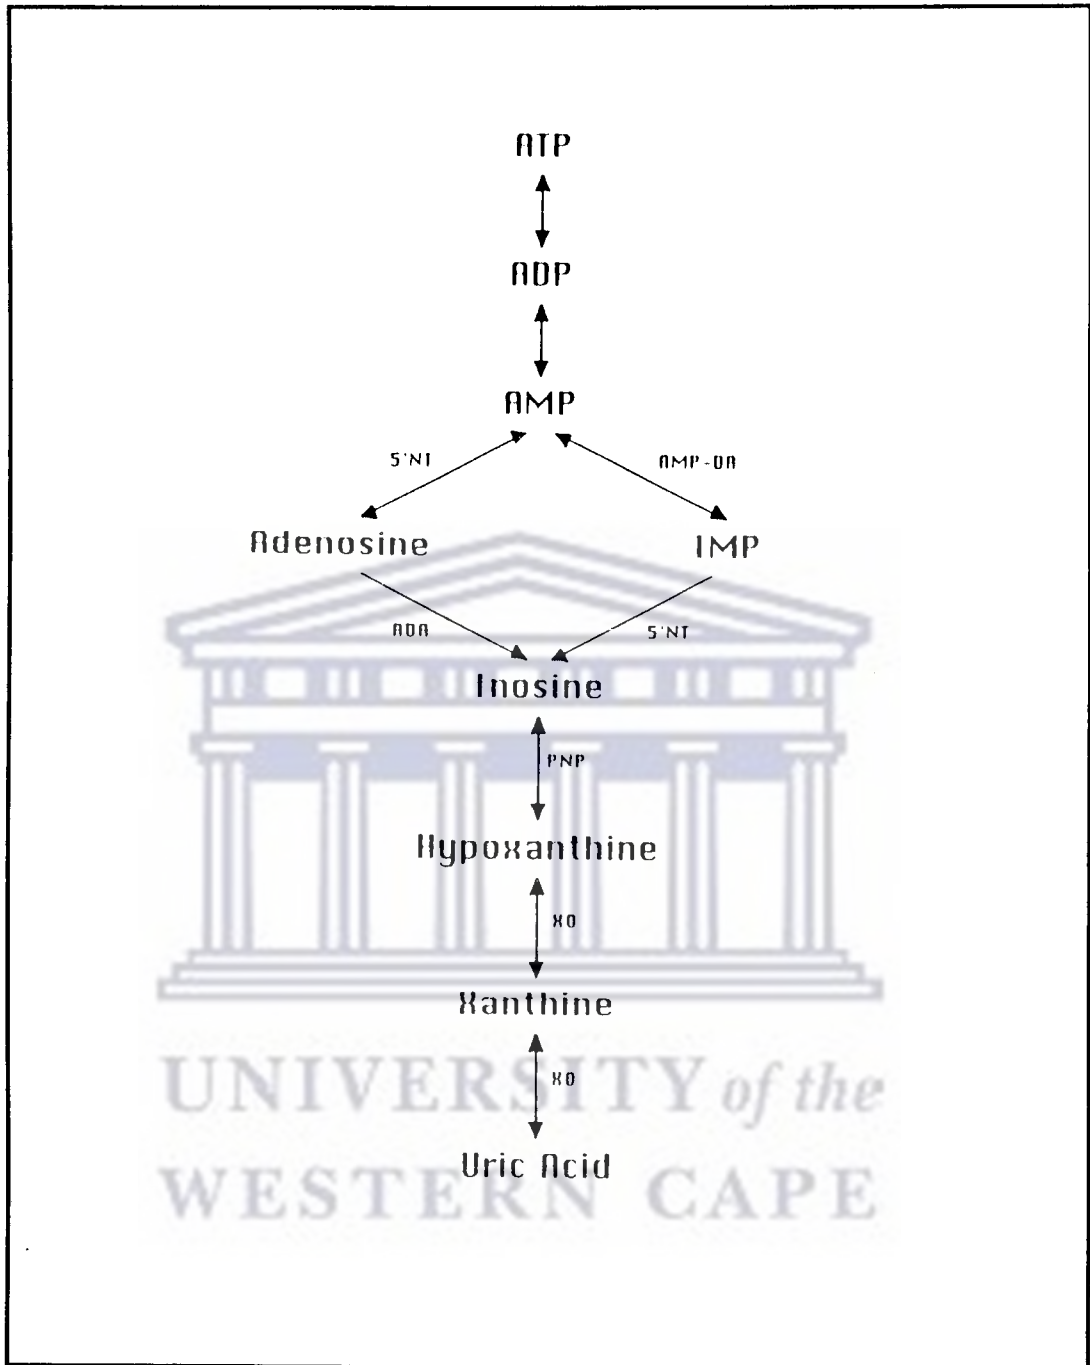 ATP
ADP
AMP
5'NT
AMP-DA
Adenosine
IMP
ADA
5'NT
Inosine
PNP
Hypoxanthine
XO
Xanthine
XO
Uric Acid
UNIVERSITY of the
WESTERN CAPE